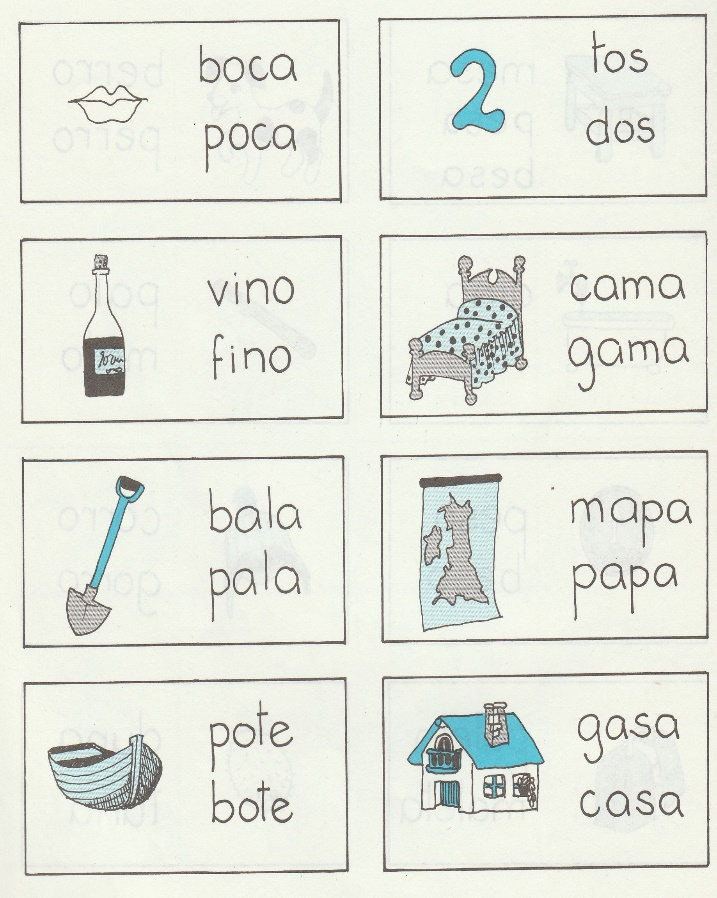 boca
poca
2
tos
dos
vino
fino
cama
gama
bala
pala
mapa
papa
pote
bote
gasa
casa